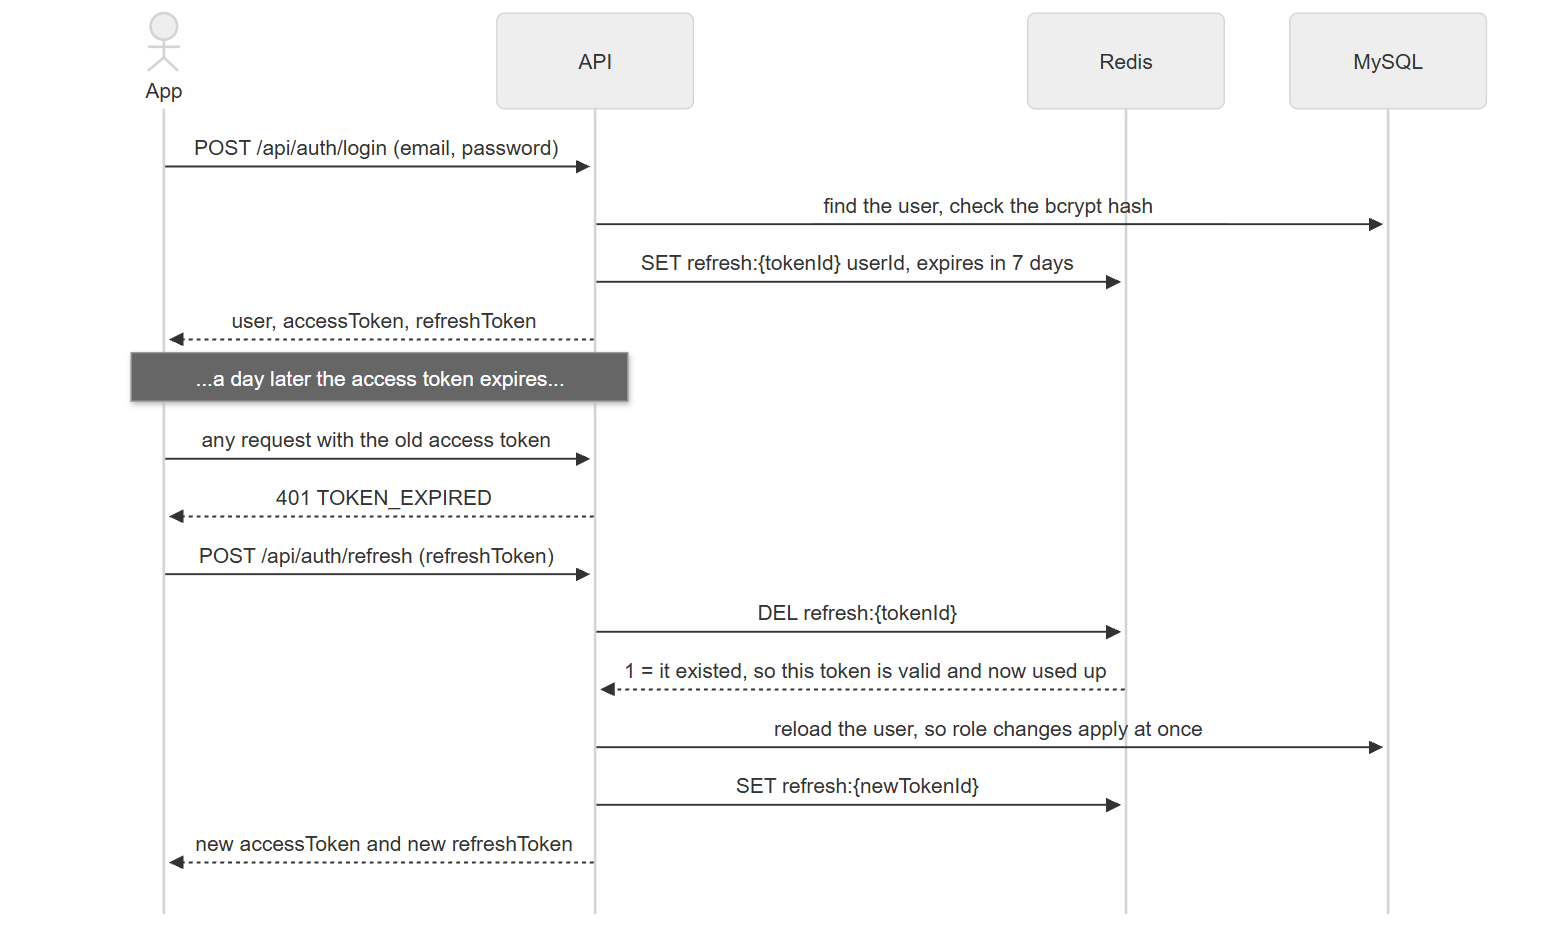 App
API
Redis
MySQL
POST /api/auth/login (email, password)
find the user, check the bcrypt hash
SET refresh:{tokenId} userId, expires in 7 days
user, accessToken, refreshToken
...a day later the access token expires...
any request with the old access token
401 TOKEN_EXPIRED
POST /api/auth/refresh (refreshToken)
DEL refresh:{tokenId}
1 = it existed, so this token is valid and now used up
reload the user, so role changes apply at once
SET refresh:{newTokenId}
new accessToken and new refreshToken